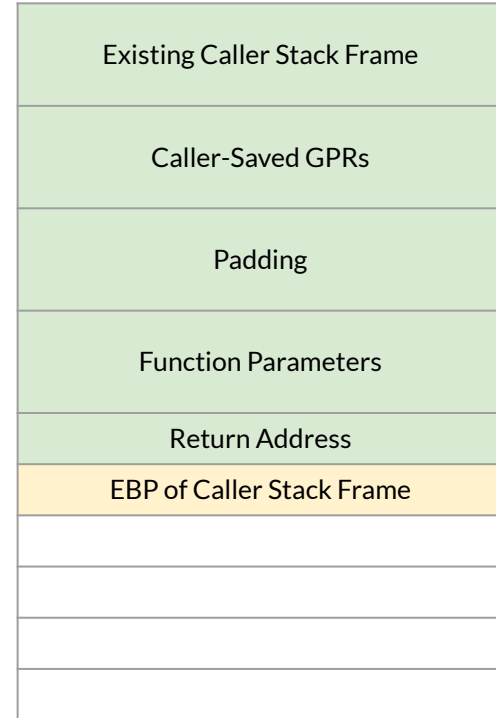 Existing Caller Stack Frame
Caller-Saved GPRs
Padding
Function Parameters
Return Address
EBP of Caller Stack Frame